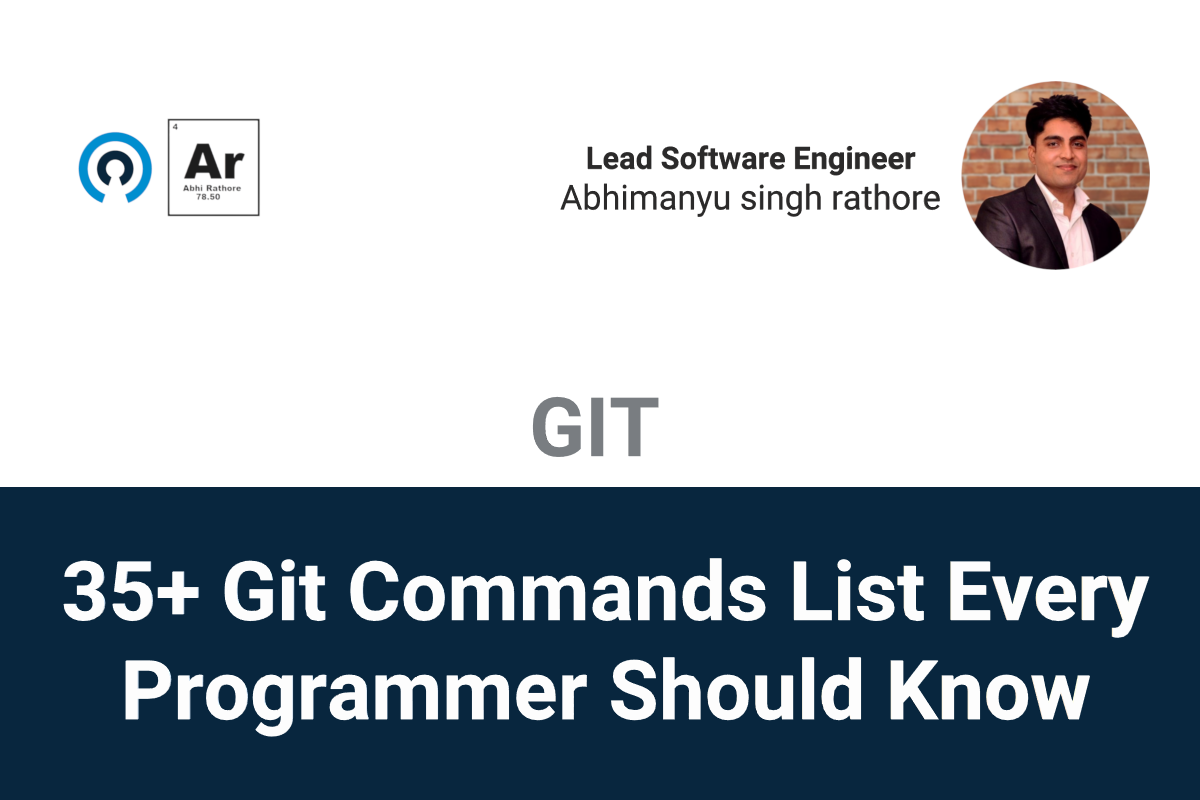 4
Ar
Abhi Rathore
78.50
Lead Software Engineer
Abhimanyu singh rathore
GIT
35+ Git Commands List Every
Programmer Should Know